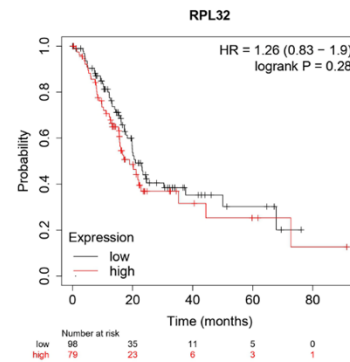 RPL32
HR = 1.26 (0.83 − 1.9)
logrank P = 0.28
Probability
1.0
0.8
0.6
0.4
0.2
0.0
Expression
low
high
0 20 40 60 80
Time (months)
Number at risk
low 98 35 11 5 0
high 79 23 6 3 1